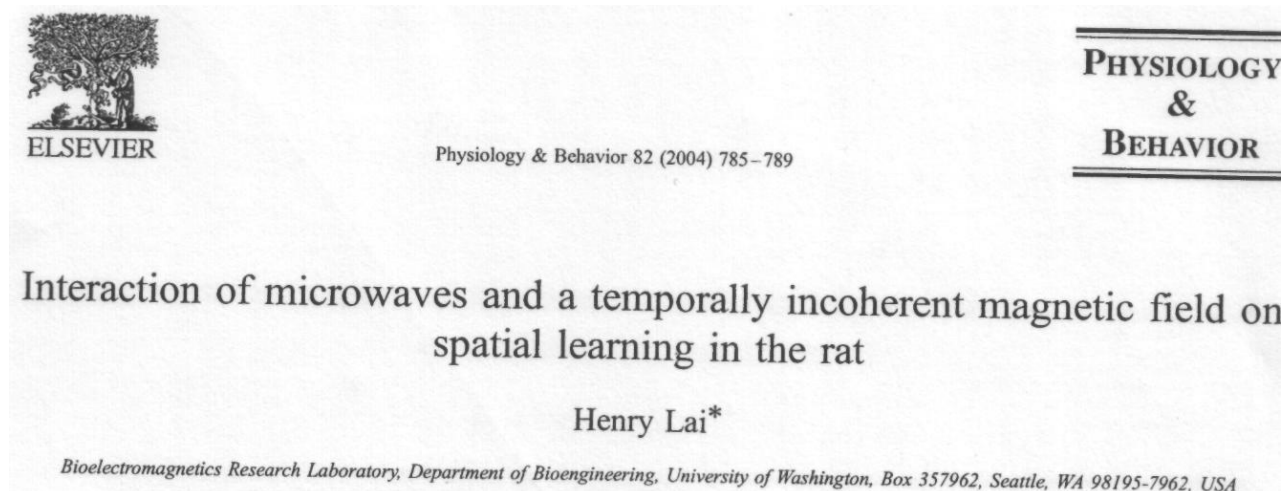 ELSEVIER
Physiology & Behavior 82 (2004) 785–789
PHYSIOLOGY
&
BEHAVIOR
Interaction of microwaves and a temporally incoherent magnetic field on
spatial learning in the rat
Henry Lai*
Bioelectromagnetics Research Laboratory, Department of Bioengineering, University of Washington, Box 357962, Seattle, WA 98195-7962, USA